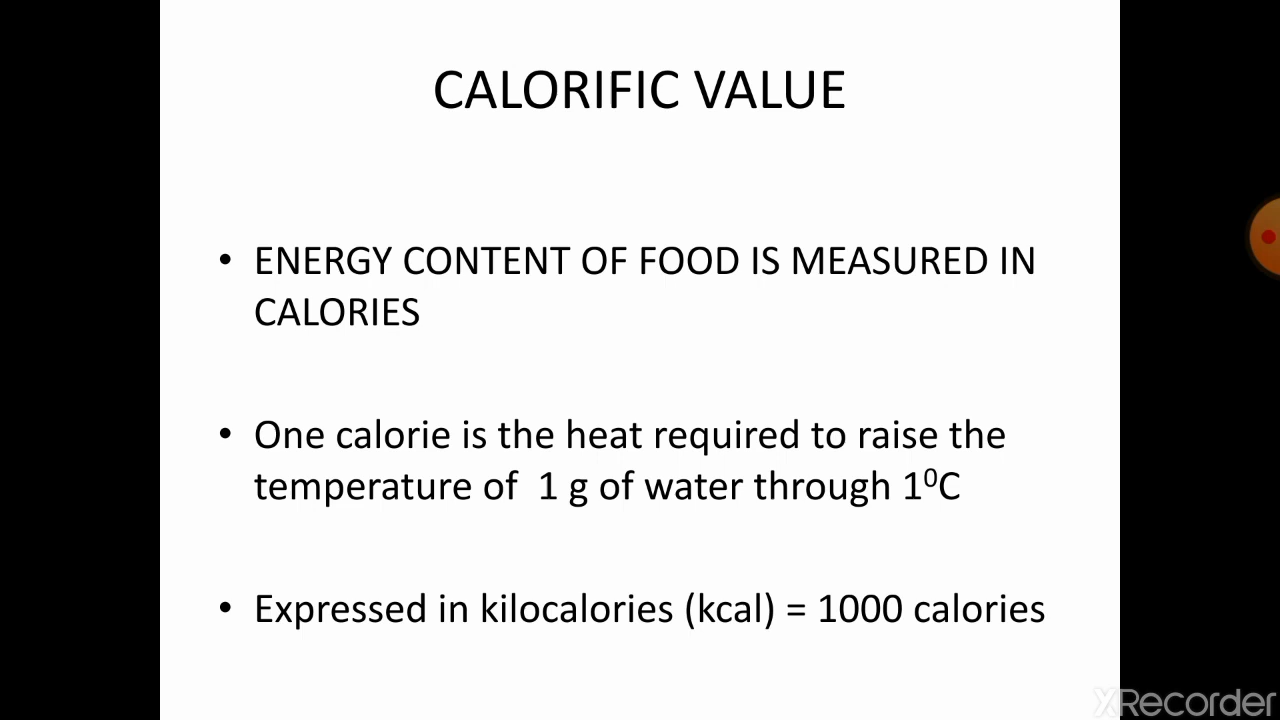 CALORIFIC VALUE
• ENERGY CONTENT OF FOOD IS MEASURED IN
CALORIES
• One calorie is the heat required to raise the
temperature of  1 g of water through 1⁰C
• Expressed in kilocalories (kcal) = 1000 calories
XRecorder